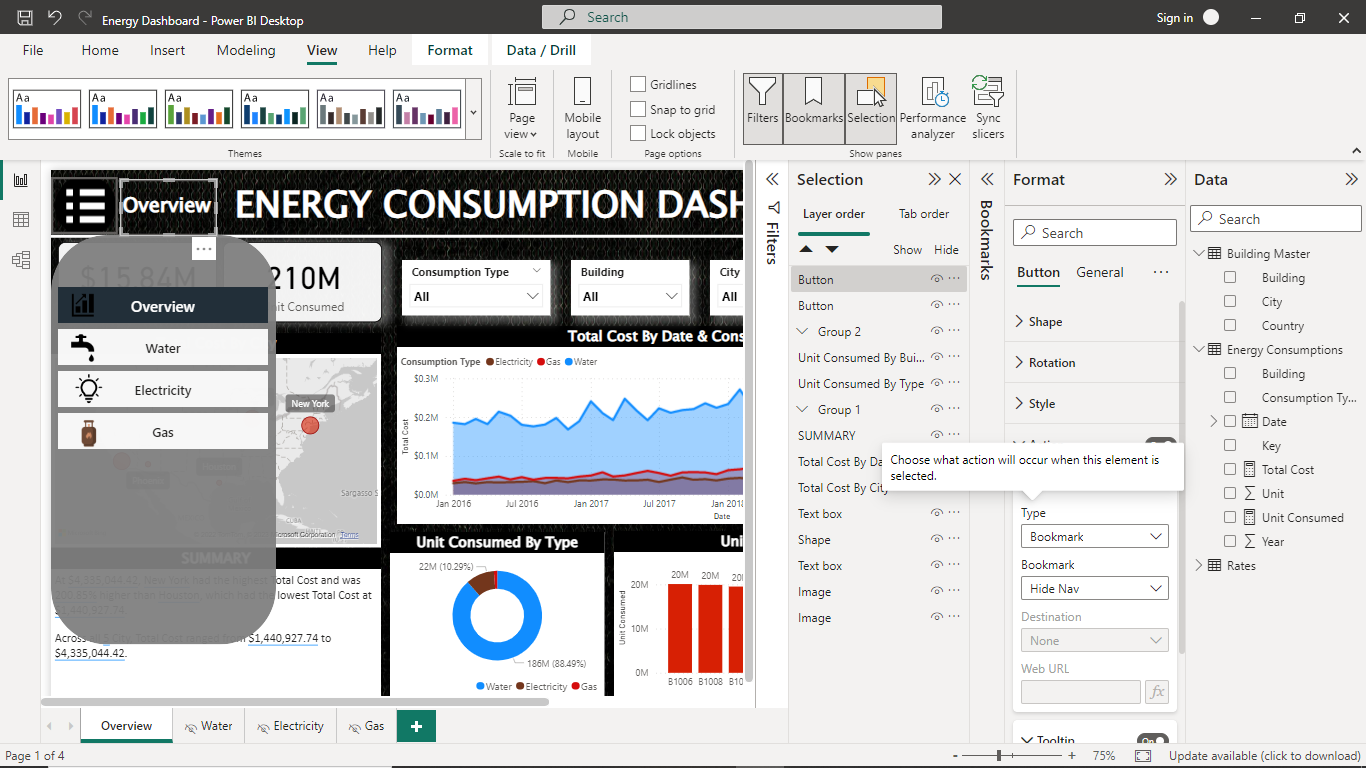 Energy Dashboard - Power BI Desktop
Search
Sign in
File Home Insert Modeling View Help Format Data / Drill
Aa Aa Aa Aa Aa Aa
Page view
Mobile layout
Gridlines
Snap to grid
Lock objects
Filters
Bookmarks
Selection
Performance analyzer
Sync slicers
Themes
Scale to fit
Mobile
Page options
Show panes
Overview
ENERGY CONSUMPTION DASH
$15.84M
210M
it Consumed
Overview
Water
Electricity
Gas
Consumption Type
All
Building
All
City
All
Total Cost By Date & Cons
Consumption Type Electricity Gas Water
$0.3M
$0.2M
$0.1M
$0.0M
Total Cost
Jan 2016 Jul 2016 Jan 2017 Jul 2017 Jan 2018
Date
New York
Sargasso S
CUBA
icrosoft Corporation Terms
SUMMARY
At $4,335,044.42, New York had the highest Total Cost and was
higher than Houston, which had the lowest Total Cost at
$1,440,927.74.
Across all 5 City, Total Cost ranged from $1,440,927.74 to
$4,335,044.42.
Unit Consumed By Type
22M (10.29%)
186M (88.49%)
Water Electricity Gas
Uni
20M
10M
0M
Unit Consumed
20M 20M 20
B1006 B1008 B10
Filters
Selection
Layer order Tab order
Show Hide
Button
Button
Group 2
Unit Consumed By Bui...
Unit Consumed By Type
Group 1
SUMMARY
Total Cost By Da
Total Cost By City
Text box
Shape
Text box
Image
Image
Bookmarks
Format
Search
Button General
Shape
Rotation
Style
Choose what action will occur when this element is
selected.
Type
Bookmark
Bookmark
Hide Nav
Destination
None
Web URL
fx
Tooltip
On
Data
Search
Building Master
Building
City
Country
Energy Consumptions
Building
Consumption Ty...
Date
Key
Total Cost
Unit
Unit Consumed
Year
Rates
Overview Water Electricity Gas +
Page 1 of 4
- + 75%
Update available (click to download)